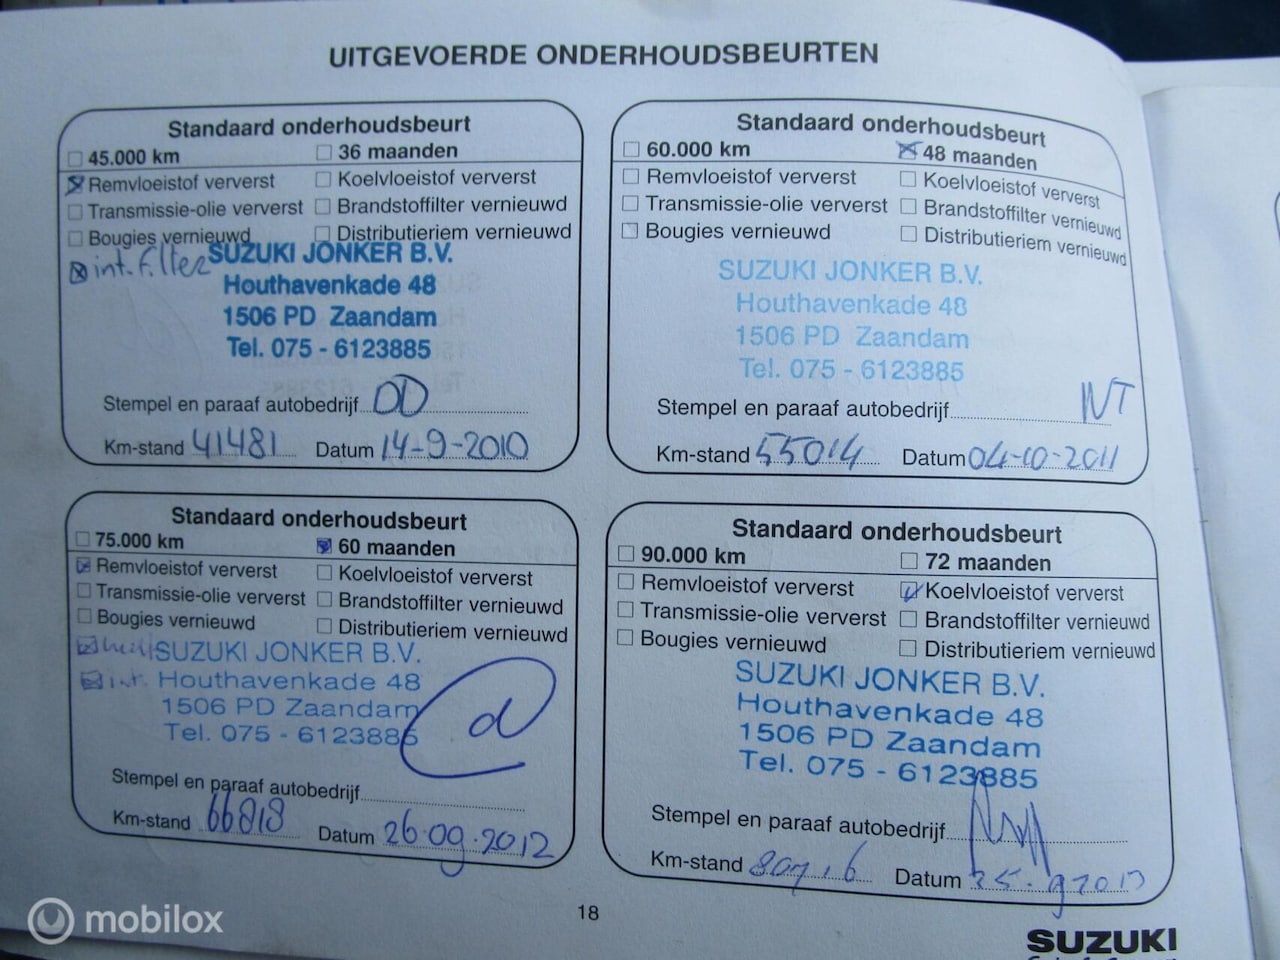 UITGEVOERDE ONDERHOUDSBEURTEN
Standaard onderhoudsbeurt
45.000 km 36 maanden
Remvloeistof ververst Koelvloeistof ververst
Transmissie-olie ververst Brandstoffilter vernieuwd
Bougies vernieuwd Distributieriem vernieuwd
int. filter
SUZUKI JONKER B.V.
Houthavenkade 48
1506 PD Zaandam
Tel. 075 - 6123885
Stempel en paraaf autobedrijf
Km-stand 41481 Datum 14-9-2010
Standaard onderhoudsbeurt
60.000 km 48 maanden
Remvloeistof ververst Koelvloeistof ververst
Transmissie-olie ververst Brandstoffilter vernieuwd
Bougies vernieuwd Distributieriem vernieuwd
SUZUKI JONKER B.V.
Houthavenkade 48
1506 PD Zaandam
Tel. 075 - 6123885
Stempel en paraaf autobedrijf
Km-stand 55014 Datum 04-10-2011
Standaard onderhoudsbeurt
75.000 km 60 maanden
Remvloeistof ververst Koelvloeistof ververst
Transmissie-olie ververst Brandstoffilter vernieuwd
Bougies vernieuwd Distributieriem vernieuwd
SUZUKI JONKER B.V.
int. Houthavenkade 48
1506 PD Zaandam
Tel. 075 - 6123885
Stempel en paraaf autobedrijf
Km-stand 66818 Datum 26-09-2012
Standaard onderhoudsbeurt
90.000 km 72 maanden
Remvloeistof ververst Koelvloeistof ververst
Transmissie-olie ververst Brandstoffilter vernieuwd
Bougies vernieuwd Distributieriem vernieuwd
SUZUKI JONKER B.V.
Houthavenkade 48
1506 PD Zaandam
Tel. 075 - 6123885
Stempel en paraaf autobedrijf
Km-stand Datum
18
SUZUKI
mobilox